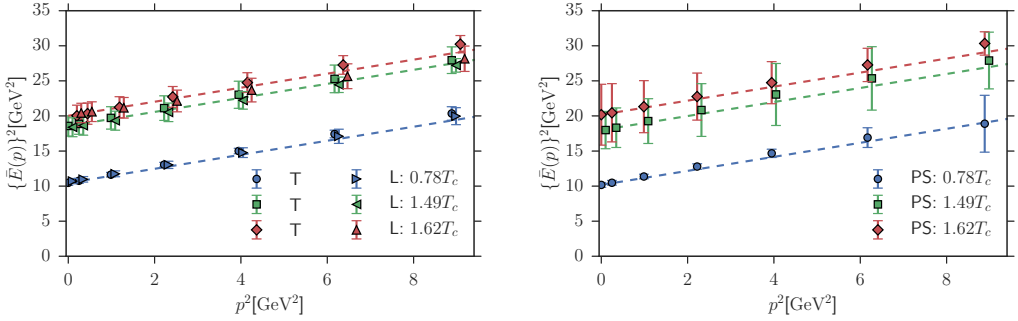 35
30
25
20
15
10
5
0
{Ē(p)}²[GeV²]
0 2 4 6 8
p²[GeV²]
T L: 0.78T_c
T L: 1.49T_c
T L: 1.62T_c
35
30
25
20
15
10
5
0
{Ē(p)}²[GeV²]
0 2 4 6 8
p²[GeV²]
PS: 0.78T_c
PS: 1.49T_c
PS: 1.62T_c